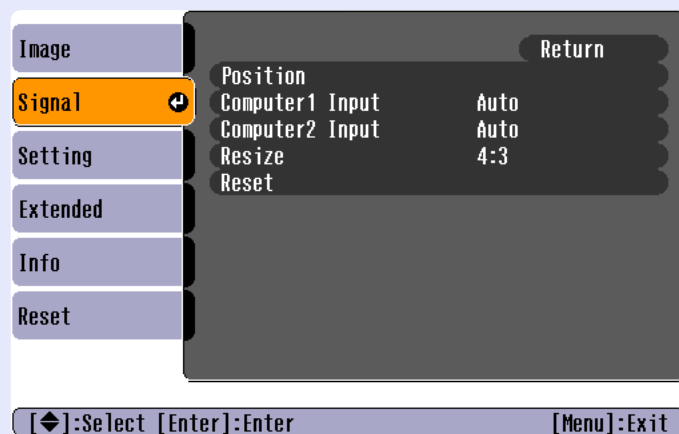 Image
Signal
Setting
Extended
Info
Reset
Return
Position
Computer1 Input Auto
Computer2 Input Auto
Resize 4:3
Reset
[◆]:Select [Enter]:Enter [Menu]:Exit